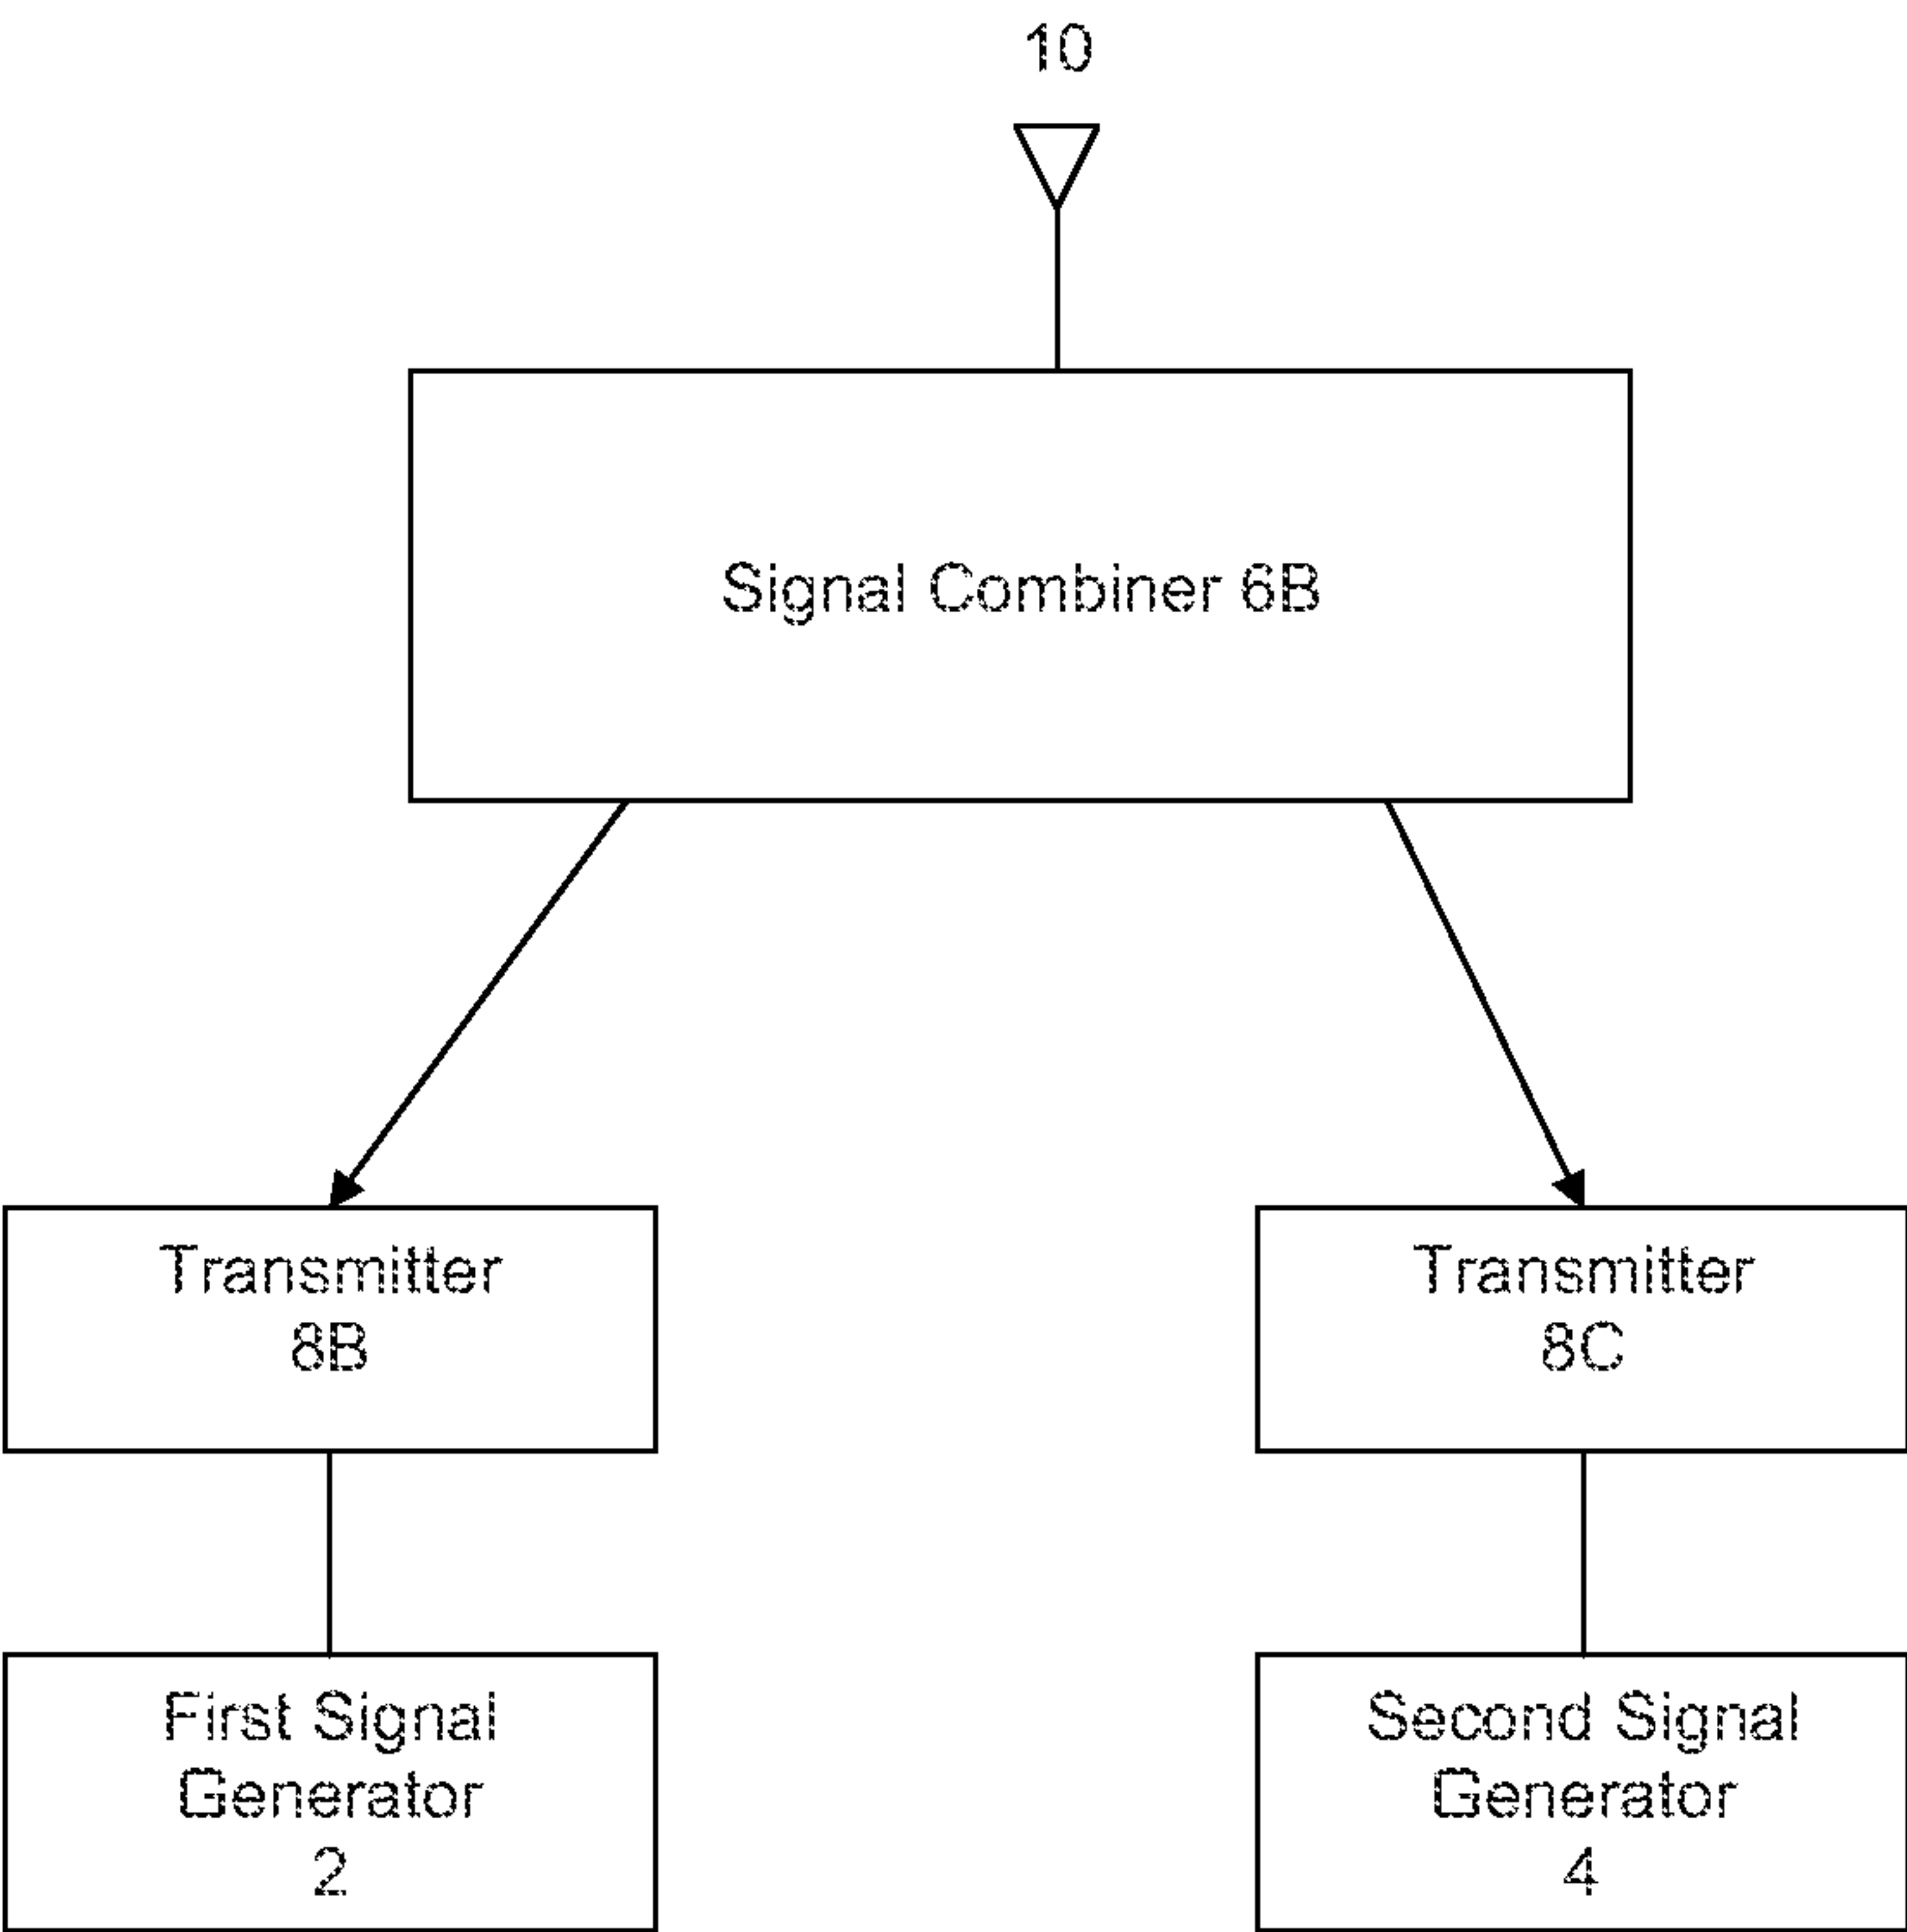 10
Signal Combiner 6B
Transmitter
8B
Transmitter
8C
First Signal
Generator
2
Second Signal
Generator
4